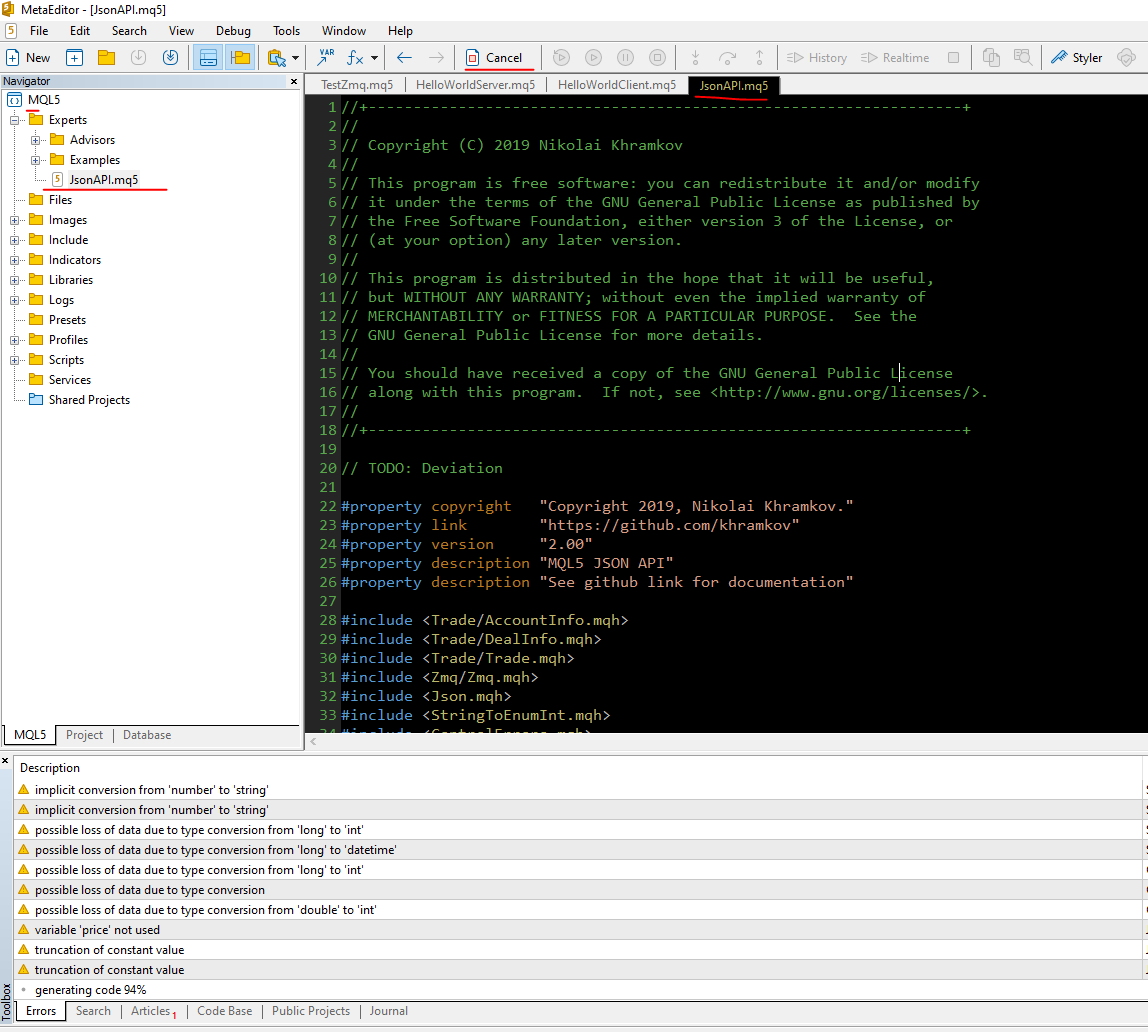 MetaEditor - [JsonAPI.mq5]
File Edit Search View Debug Tools Window Help
New VAR fx Cancel History Realtime Styler
Navigator
MQL5
Experts
Advisors
Examples
JsonAPI.mq5
Files
Images
Include
Indicators
Libraries
Logs
Presets
Profiles
Scripts
Services
Shared Projects
MQL5 Project Database
TestZmq.mq5 HelloWorldServer.mq5 HelloWorldClient.mq5 JsonAPI.mq5
1 //+------------------------------------------------------------------+
2 //
3 // Copyright (C) 2019 Nikolai Khramkov
4 //
5 // This program is free software: you can redistribute it and/or modify
6 // it under the terms of the GNU General Public License as published by
7 // the Free Software Foundation, either version 3 of the License, or
8 // (at your option) any later version.
9 //
10 // This program is distributed in the hope that it will be useful,
11 // but WITHOUT ANY WARRANTY; without even the implied warranty of
12 // MERCHANTABILITY or FITNESS FOR A PARTICULAR PURPOSE.  See the
13 // GNU General Public License for more details.
14 //
15 // You should have received a copy of the GNU General Public License
16 // along with this program.  If not, see <http://www.gnu.org/licenses/>.
17 //
18 //+------------------------------------------------------------------+
19
20 // TODO: Deviation
21
22 #property copyright   "Copyright 2019, Nikolai Khramkov."
23 #property link        "https://github.com/khramkov"
24 #property version     "2.00"
25 #property description "MQL5 JSON API"
26 #property description "See github link for documentation"
27
28 #include <Trade/AccountInfo.mqh>
29 #include <Trade/DealInfo.mqh>
30 #include <Trade/Trade.mqh>
31 #include <Zmq/Zmq.mqh>
32 #include <Json.mqh>
33 #include <StringToEnumInt.mqh>
34 #include <ControlErrors.mqh>
Description
implicit conversion from 'number' to 'string'
implicit conversion from 'number' to 'string'
possible loss of data due to type conversion from 'long' to 'int'
possible loss of data due to type conversion from 'long' to 'datetime'
possible loss of data due to type conversion from 'long' to 'int'
possible loss of data due to type conversion
possible loss of data due to type conversion from 'double' to 'int'
variable 'price' not used
truncation of constant value
truncation of constant value
generating code 94%
Toolbox
Errors Search Articles 1 Code Base Public Projects Journal